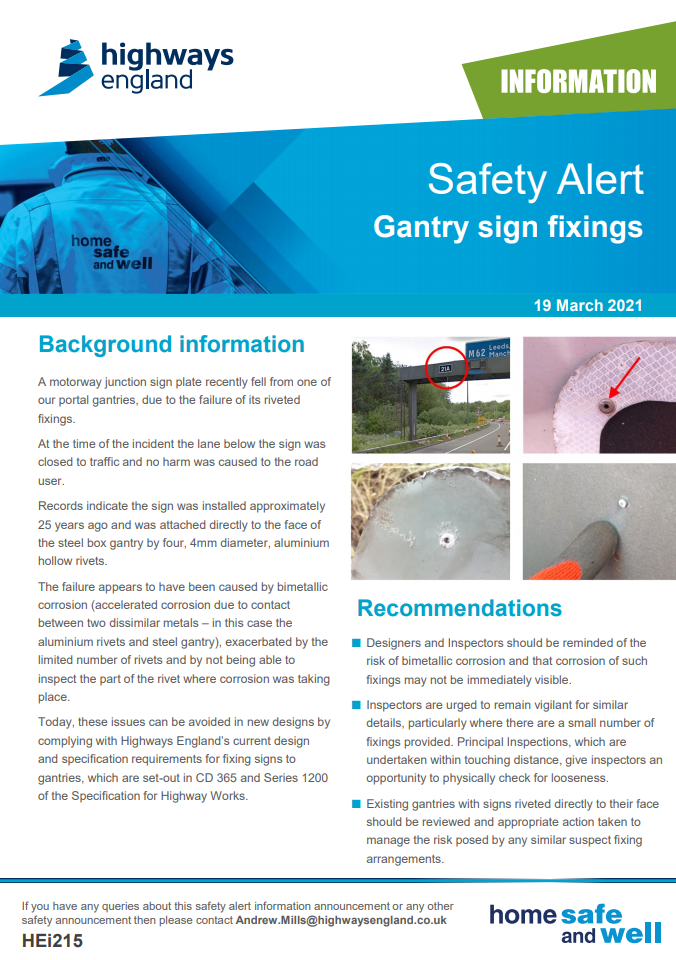 highways
england
INFORMATION
Safety Alert
Gantry sign fixings
home
safe
and well
19 March 2021
Background information
A motorway junction sign plate recently fell from one of
our portal gantries, due to the failure of its riveted
fixings.
At the time of the incident the lane below the sign was
closed to traffic and no harm was caused to the road
user.
Records indicate the sign was installed approximately
25 years ago and was attached directly to the face of
the steel box gantry by four, 4mm diameter, aluminium
hollow rivets.
The failure appears to have been caused by bimetallic
corrosion (accelerated corrosion due to contact
between two dissimilar metals – in this case the
aluminium rivets and steel gantry), exacerbated by the
limited number of rivets and by not being able to
inspect the part of the rivet where corrosion was taking
place.
Today, these issues can be avoided in new designs by
complying with Highways England's current design
and specification requirements for fixing signs to
gantries, which are set-out in CD 365 and Series 1200
of the Specification for Highway Works.
21A
M62
Leeds,
Manch
Recommendations
Designers and Inspectors should be reminded of the
risk of bimetallic corrosion and that corrosion of such
fixings may not be immediately visible.
Inspectors are urged to remain vigilant for similar
details, particularly where there are a small number of
fixings provided. Principal Inspections, which are
undertaken within touching distance, give inspectors an
opportunity to physically check for looseness.
Existing gantries with signs riveted directly to their face
should be reviewed and appropriate action taken to
manage the risk posed by any similar suspect fixing
arrangements.
If you have any queries about this safety alert information announcement or any other
safety announcement then please contact Andrew.Mills@highwaysengland.co.uk
HEi215
home safe
and well